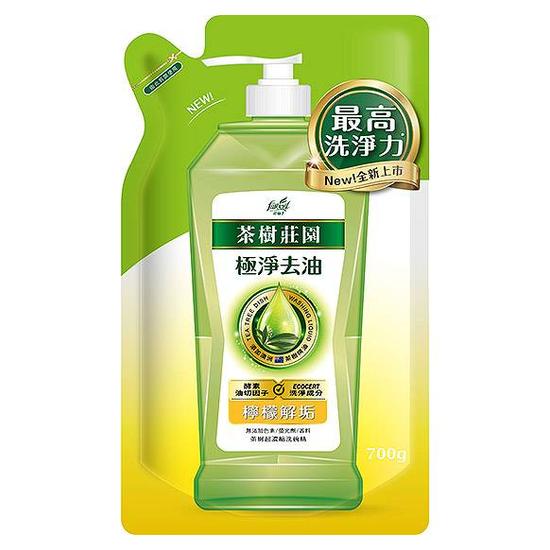 NEW!
最高
洗淨力
New!全新上市
茶樹莊園
極淨去油
TEA TREE DISH WASHING LIQUID
酵素
油切因子
ECOCERT
洗淨成分
檸檬解垢
無添加色素/螢光劑/香料
茶樹超濃縮洗碗精
700g